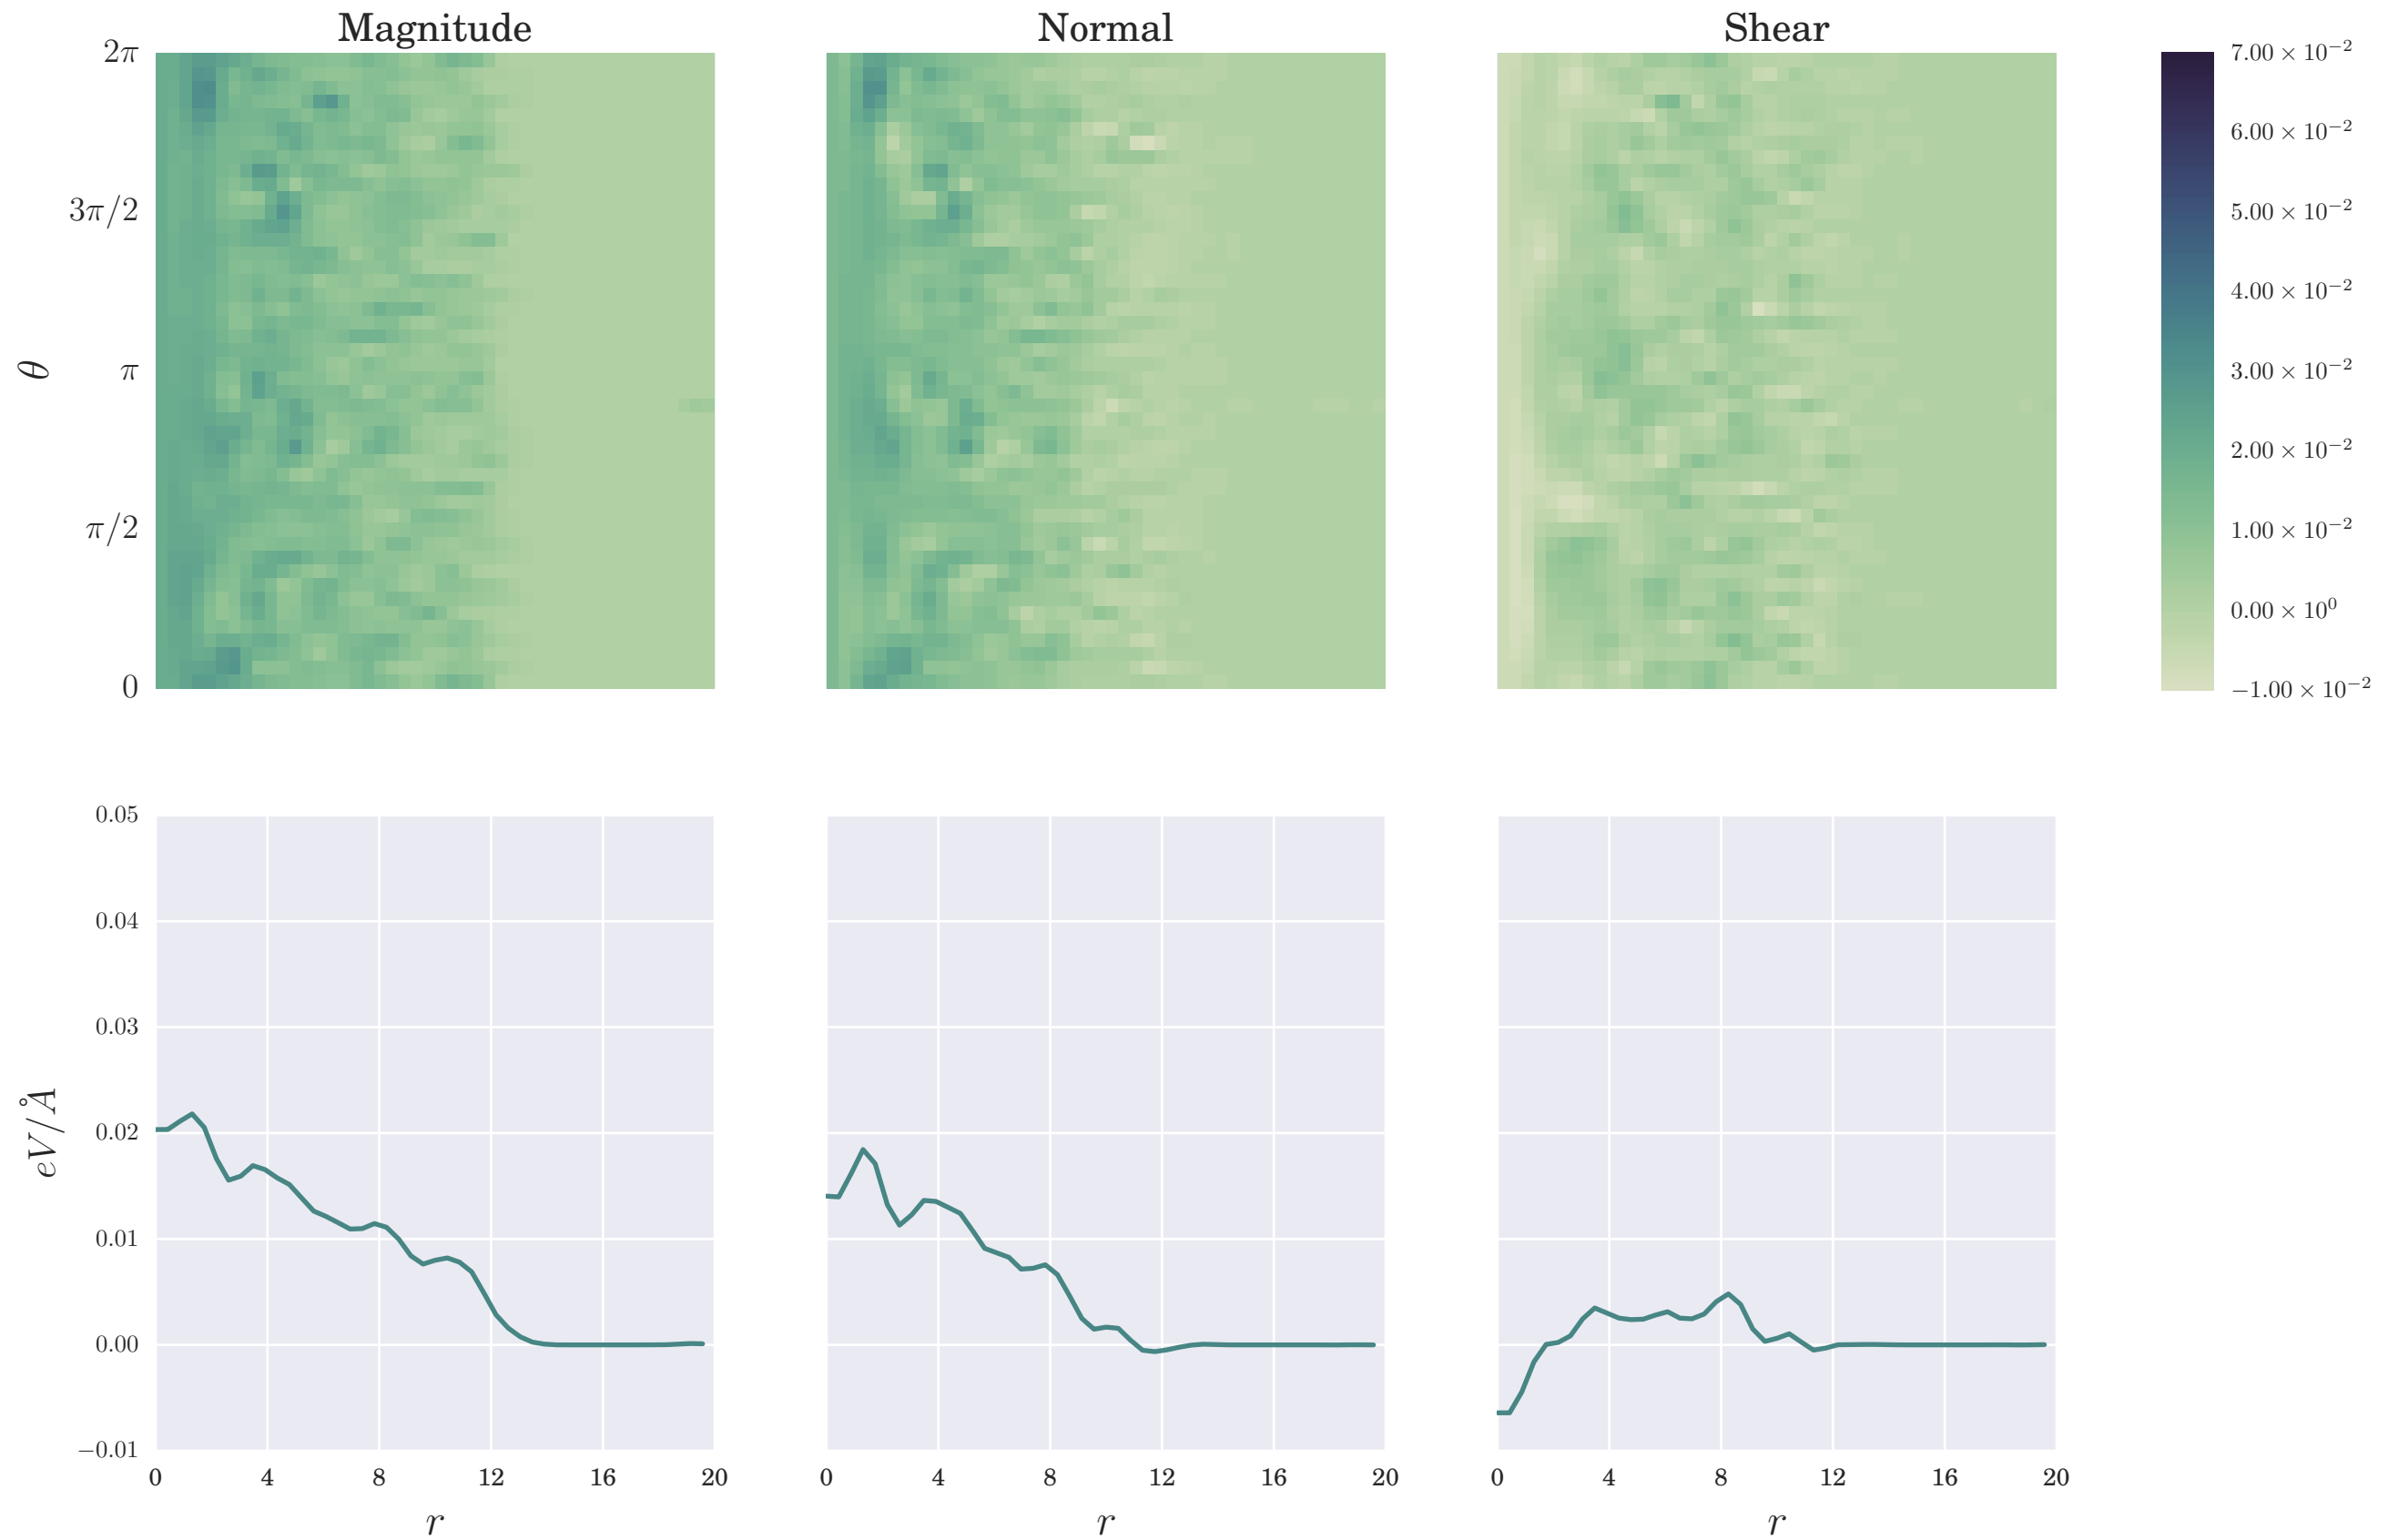 Magnitude
Normal
Shear
2π
3π/2
π
π/2
0
θ
7.00 × 10⁻²
6.00 × 10⁻²
5.00 × 10⁻²
4.00 × 10⁻²
3.00 × 10⁻²
2.00 × 10⁻²
1.00 × 10⁻²
0.00 × 10⁰
−1.00 × 10⁻²
0.05
0.04
0.03
0.02
0.01
0.00
−0.01
eV/Å
0 4 8 12 16 20
0 4 8 12 16 20
0 4 8 12 16 20
r
r
r